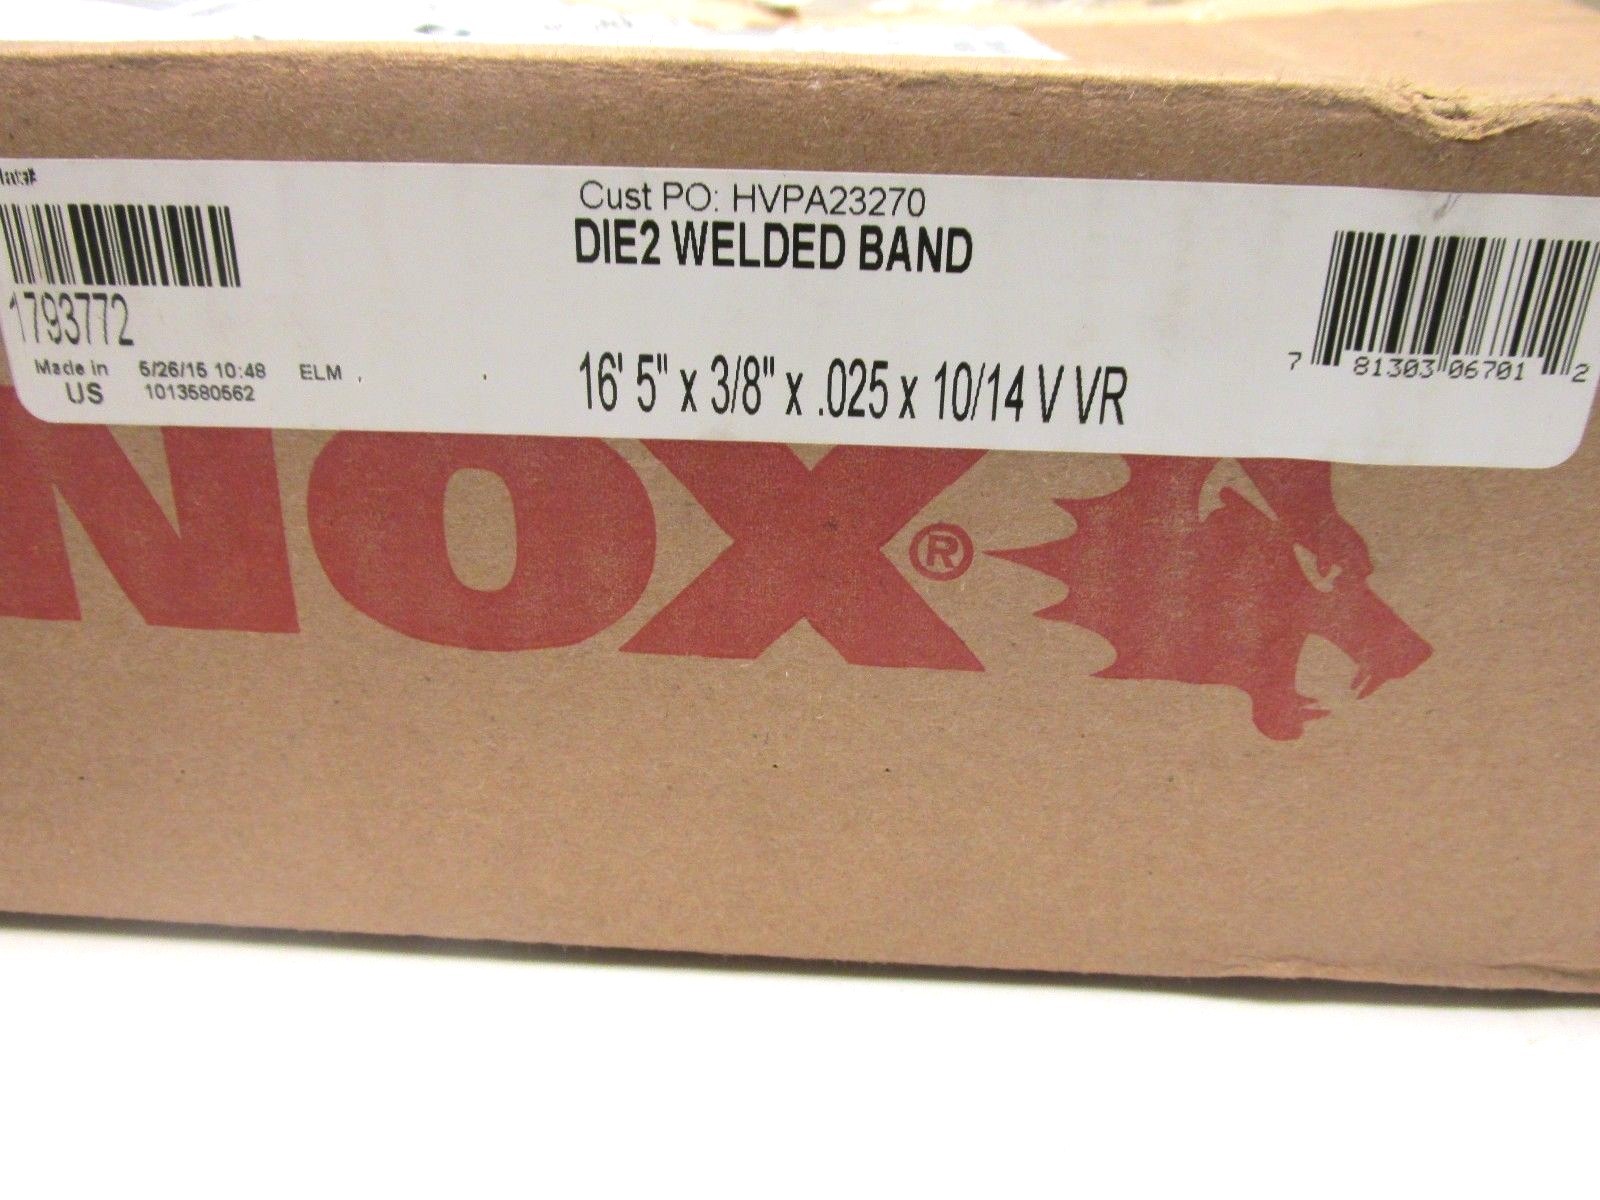 Cust PO: HVPA23270
DIE2 WELDED BAND
1793772
Made in 5/26/15 10:48 ELM
US 1013580562
16' 5" x 3/8" x .025 x 10/14 V VR
7 81303 06701 2
NOX®